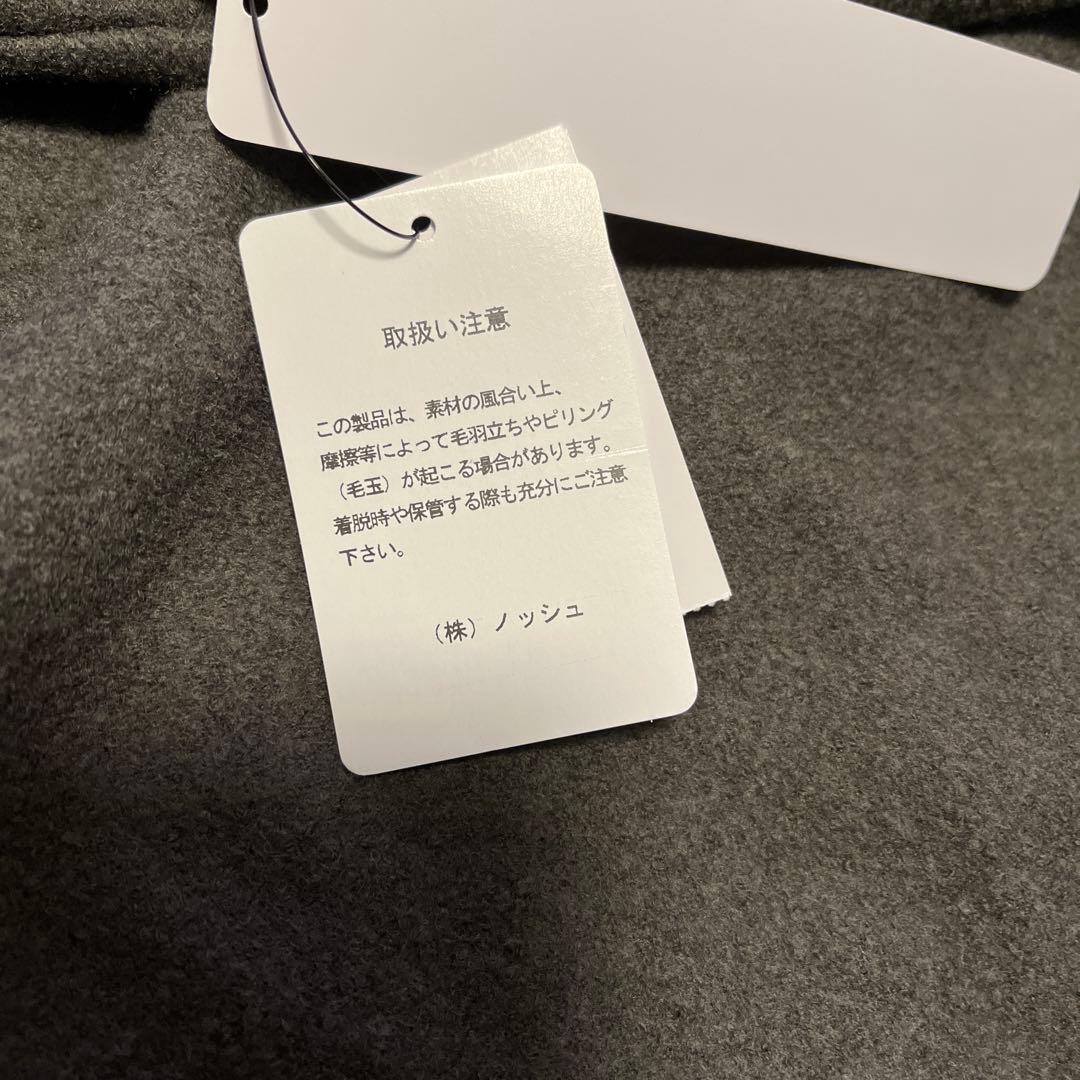 取扱い注意
この製品は、素材の風合い上、
摩擦等によって毛羽立ちやピリング
（毛玉）が起こる場合があります。
着脱時や保管する際も充分にご注意
下さい。
（株）ノッシュ